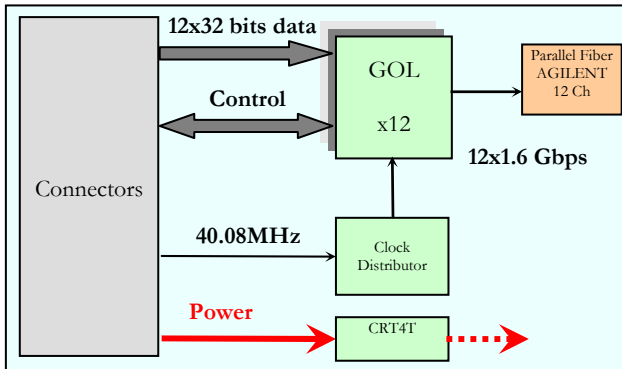 12x32 bits data
GOL
x12
Parallel Fiber
AGILENT
12 Ch
Control
12x1.6 Gbps
Connectors
40.08MHz
Clock
Distributor
Power
CRT4T